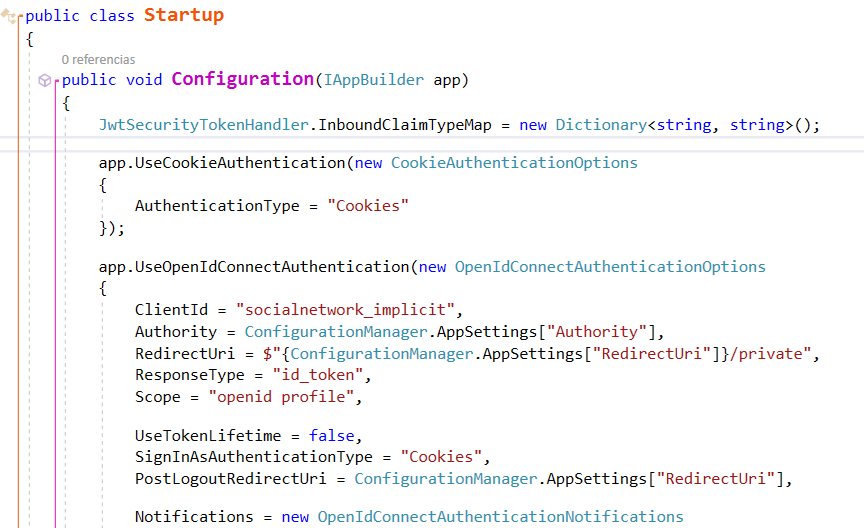 public class Startup
{
0 referencias
public void Configuration(IAppBuilder app)
{
JwtSecurityTokenHandler.InboundClaimTypeMap = new Dictionary<string, string>();
app.UseCookieAuthentication(new CookieAuthenticationOptions
{
AuthenticationType = "Cookies"
});
app.UseOpenIdConnectAuthentication(new OpenIdConnectAuthenticationOptions
{
ClientId = "socialnetwork_implicit",
Authority = ConfigurationManager.AppSettings["Authority"],
RedirectUri = $"{ConfigurationManager.AppSettings["RedirectUri"]}/private",
ResponseType = "id_token",
Scope = "openid profile",
UseTokenLifetime = false,
SignInAsAuthenticationType = "Cookies",
PostLogoutRedirectUri = ConfigurationManager.AppSettings["RedirectUri"],
Notifications = new OpenIdConnectAuthenticationNotifications